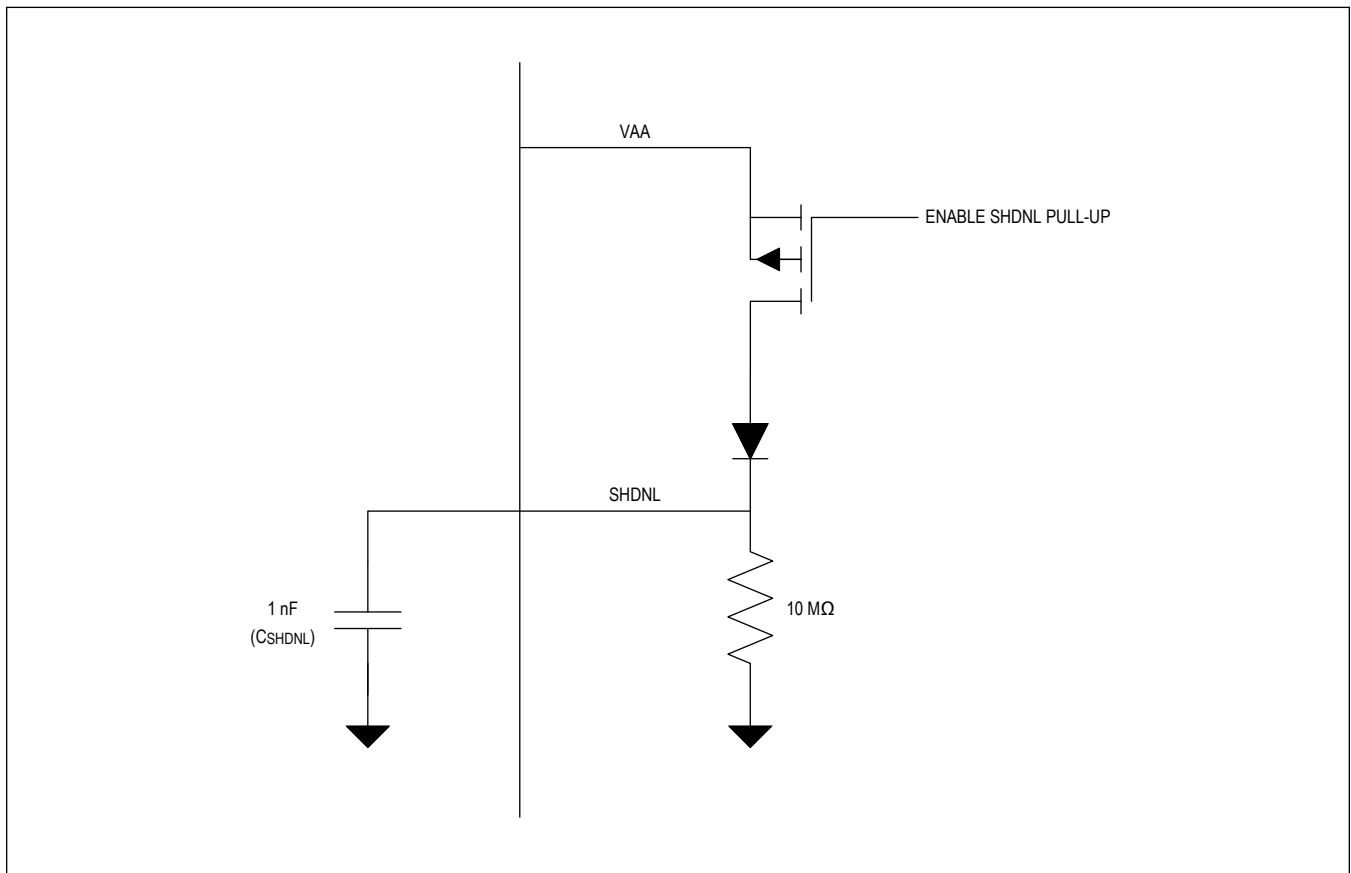 VAA
ENABLE SHDNL PULL-UP
SHDNL
1 nF
(CSHDNL)
10 MΩ